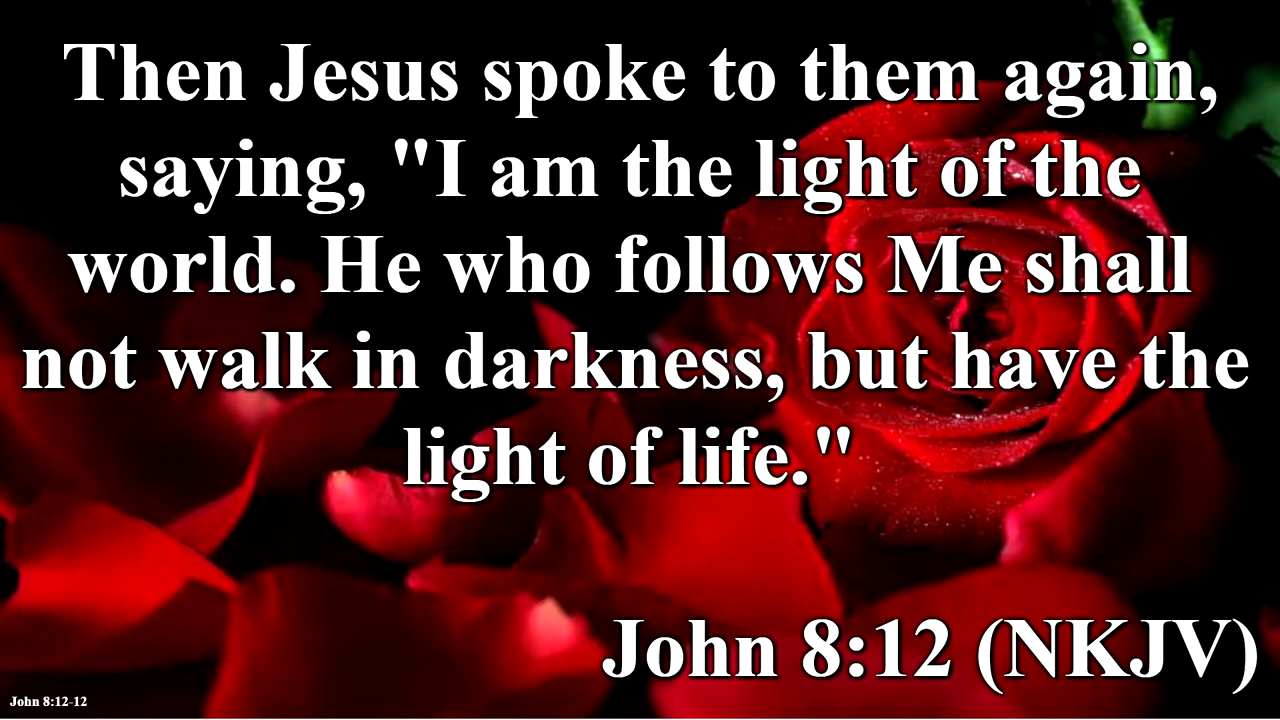 Then Jesus spoke to them again,
saying, "I am the light of the
world. He who follows Me shall
not walk in darkness, but have the
light of life."
John 8:12 (NKJV)
John 8:12-12